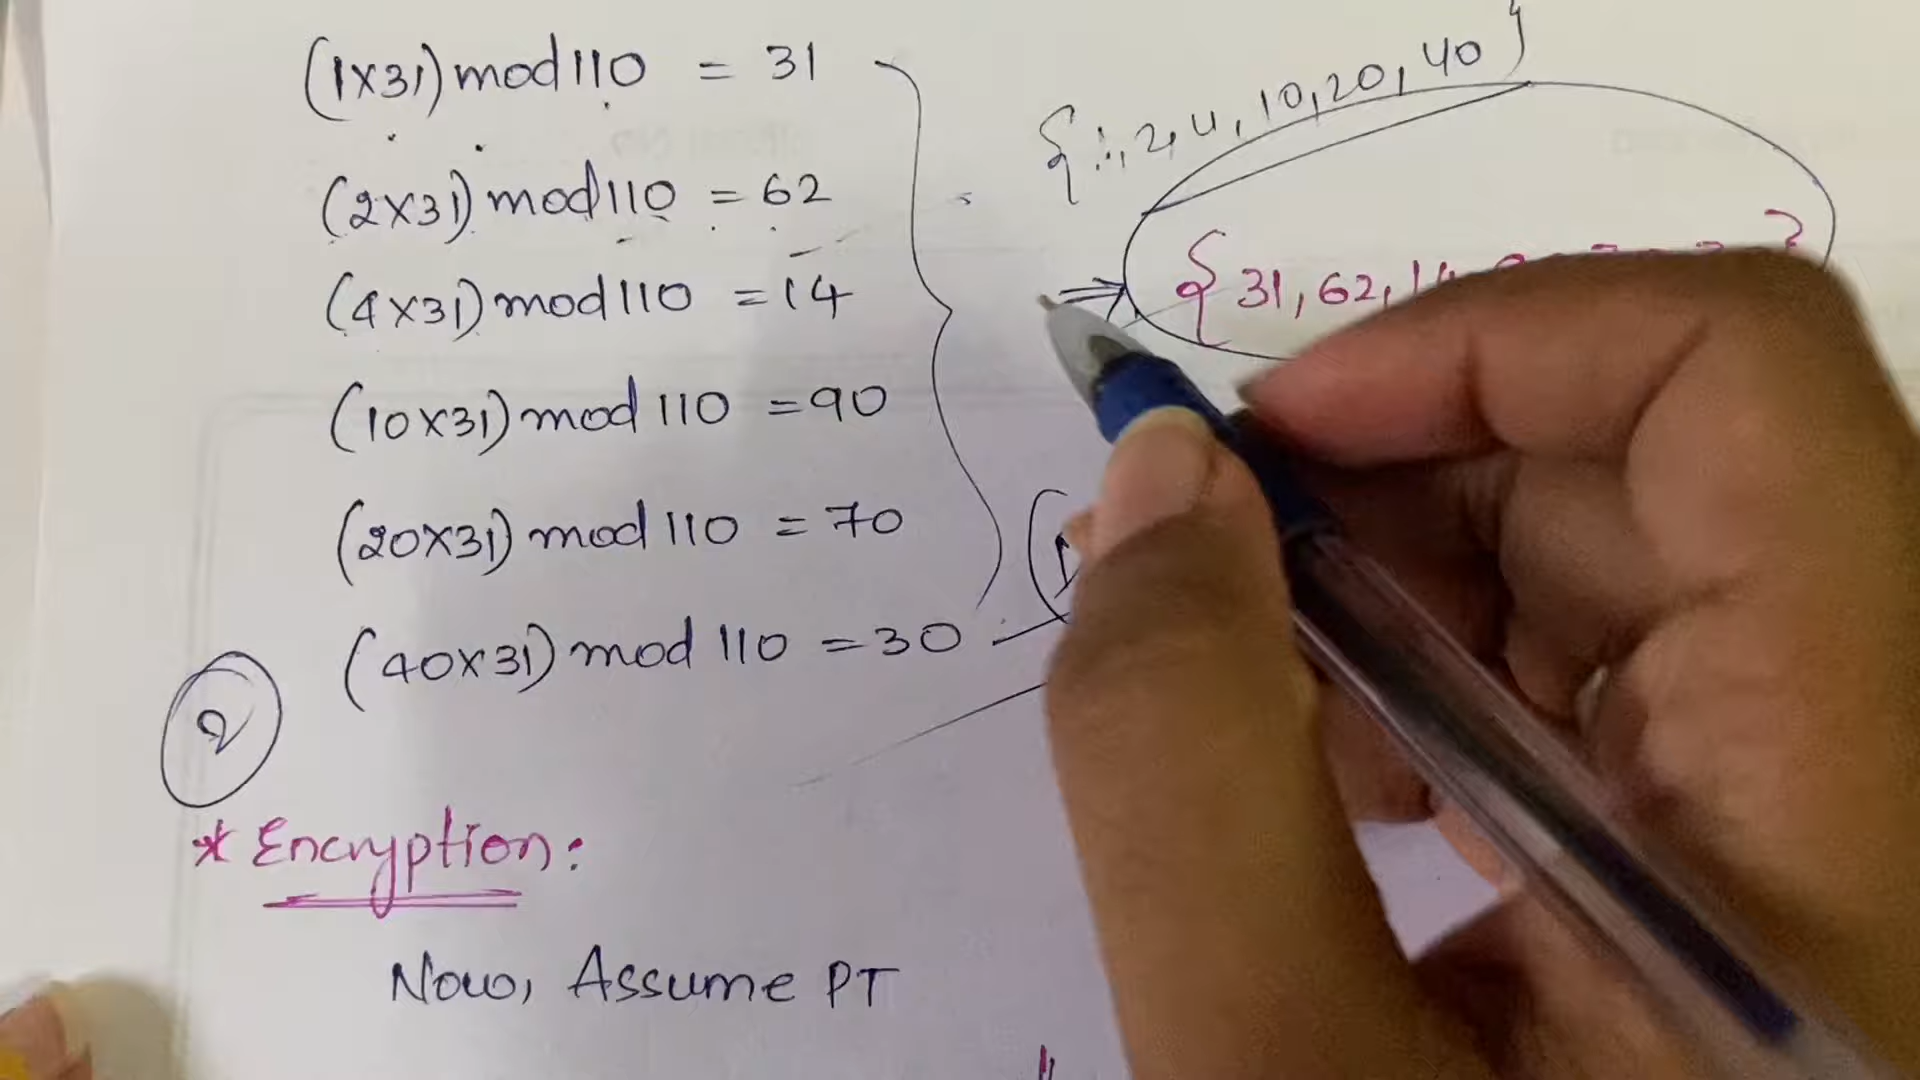 (1x31) mod 110 = 31
(2x31) mod 110 = 62
(4x31) mod 110 = 14
(10x31) mod 110 = 90
(20x31) mod 110 = 70
(40x31) mod 110 = 30
{1, 2, 4, 10, 20, 40}
⇒ { 31, 62, 14
2
* Encryption:
Now, Assume PT